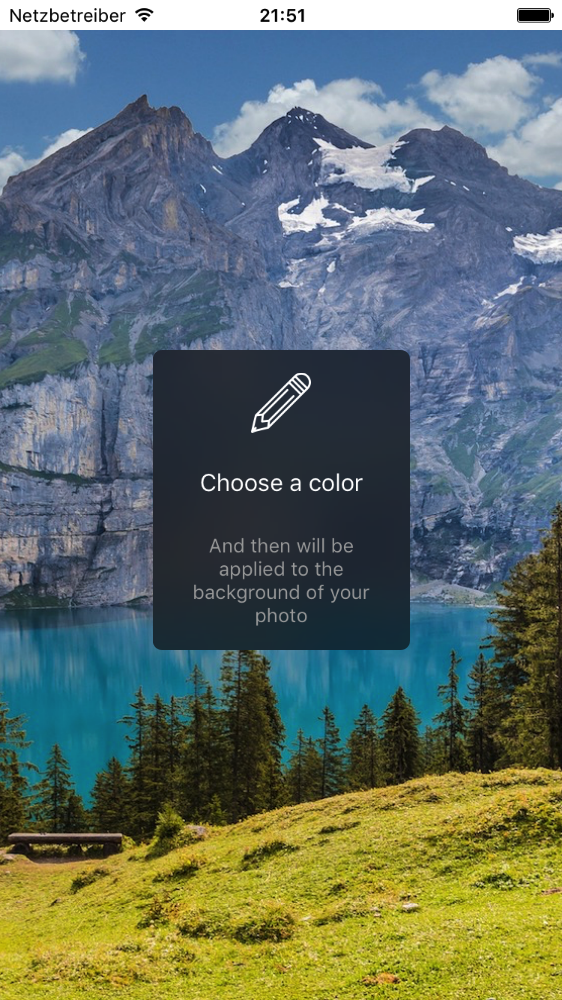 Netzbetreiber 21:51
Choose a color
And then will be
applied to the
background of your
photo